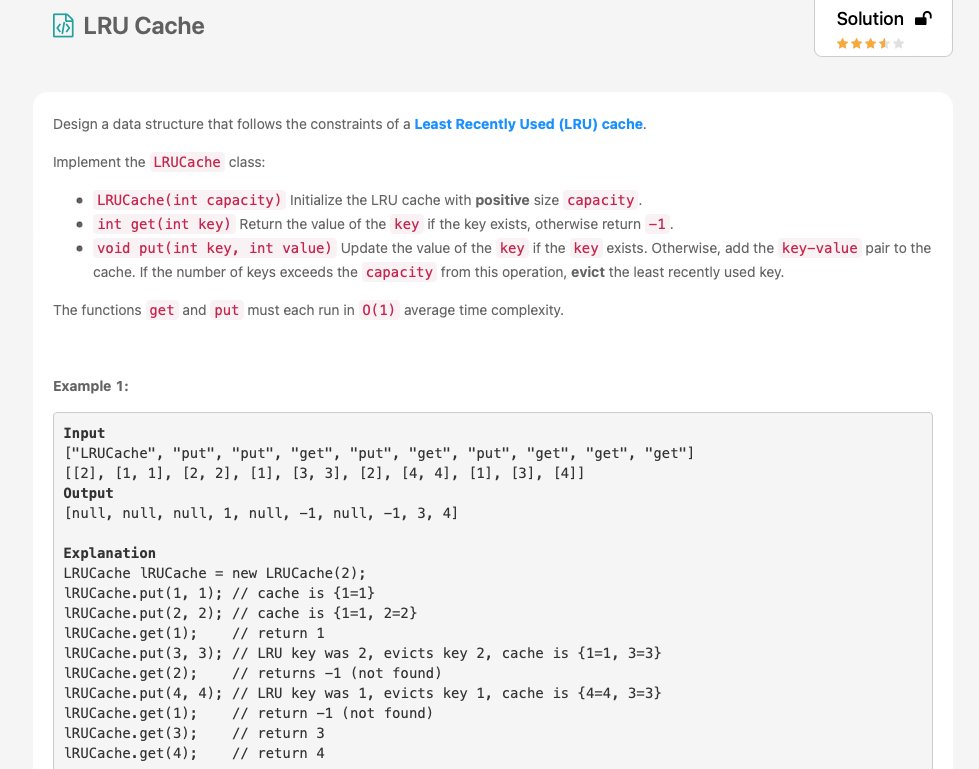 LRU Cache
Solution
Design a data structure that follows the constraints of a Least Recently Used (LRU) cache.
Implement the LRUCache class:
• LRUCache(int capacity) Initialize the LRU cache with positive size capacity.
• int get(int key) Return the value of the key if the key exists, otherwise return -1.
• void put(int key, int value) Update the value of the key if the key exists. Otherwise, add the key-value pair to the
cache. If the number of keys exceeds the capacity from this operation, evict the least recently used key.
The functions get and put must each run in O(1) average time complexity.
Example 1:
Input
["LRUCache", "put", "put", "get", "put", "get", "put", "get", "get", "get"]
[[2], [1, 1], [2, 2], [1], [3, 3], [2], [4, 4], [1], [3], [4]]
Output
[null, null, null, 1, null, -1, null, -1, 3, 4]
Explanation
LRUCache lRUCache = new LRUCache(2);
lRUCache.put(1, 1); // cache is {1=1}
lRUCache.put(2, 2); // cache is {1=1, 2=2}
lRUCache.get(1);    // return 1
lRUCache.put(3, 3); // LRU key was 2, evicts key 2, cache is {1=1, 3=3}
lRUCache.get(2);    // returns -1 (not found)
lRUCache.put(4, 4); // LRU key was 1, evicts key 1, cache is {4=4, 3=3}
lRUCache.get(1);    // return -1 (not found)
lRUCache.get(3);    // return 3
lRUCache.get(4);    // return 4